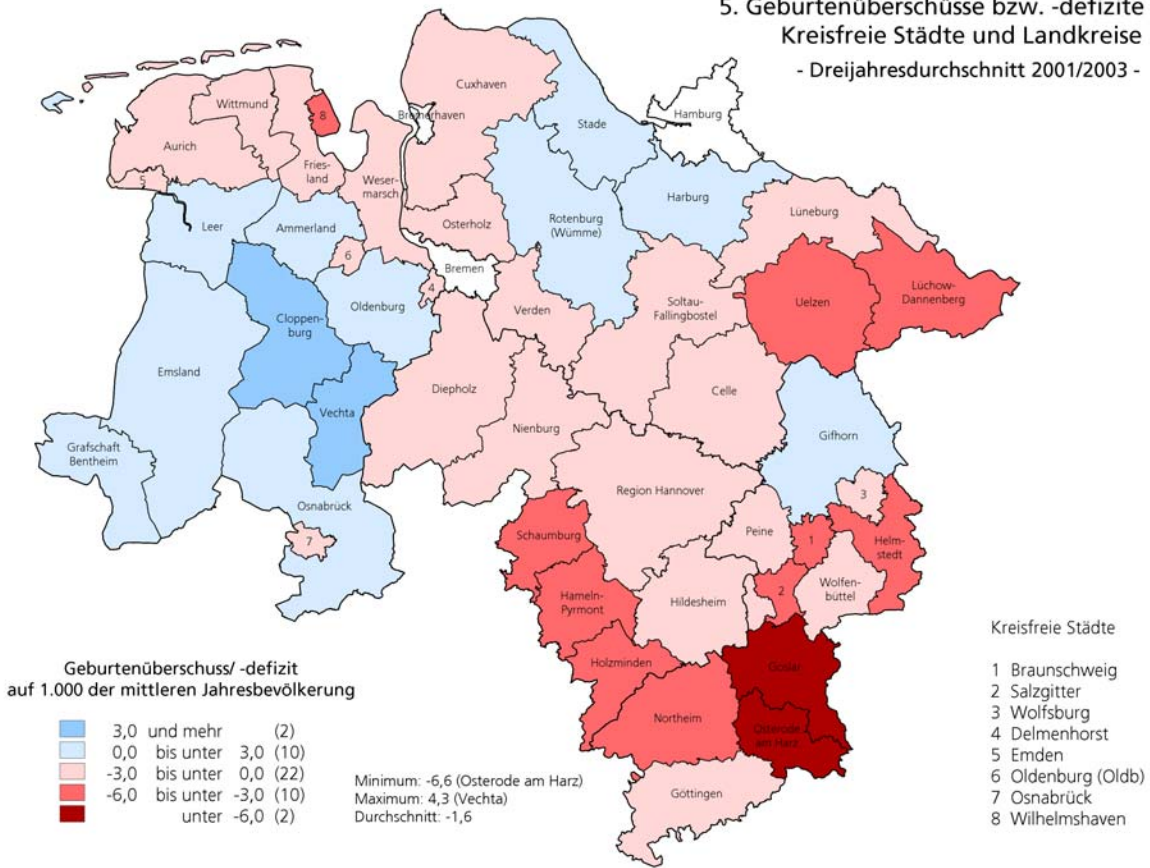 5. Geburtenüberschüsse bzw. -defizite
Kreisfreie Städte und Landkreise
- Dreijahresdurchschnitt 2001/2003 -
Cuxhaven
Wittmund
8
Bremerhaven
Hamburg
Stade
Aurich
Fries-
land
Weser-
marsch
5
Harburg
Lüneburg
Leer
Ammerland
Osterholz
Rotenburg
(Wümme)
6
Bremen
4
Oldenburg
Verden
Soltau-
Fallingbostel
Uelzen
Lüchow-
Dannenberg
Cloppen-
burg
Emsland
Diepholz
Celle
Vechta
Nienburg
Gifhorn
Grafschaft
Bentheim
Region Hannover
3
Osnabrück
7
Schaumburg
Peine
1
Helm-
stedt
Hameln-
Pyrmont
Hildesheim
2
Wolfen-
büttel
Holzminden
Goslar
Northeim
Osterode
am Harz
Göttingen
Geburtenüberschuss/ -defizit
auf 1.000 der mittleren Jahresbevölkerung
3,0 und mehr (2)
0,0 bis unter 3,0 (10)
-3,0 bis unter 0,0 (22)
-6,0 bis unter -3,0 (10)
unter -6,0 (2)
Minimum: -6,6 (Osterode am Harz)
Maximum: 4,3 (Vechta)
Durchschnitt: -1,6
Kreisfreie Städte
1 Braunschweig
2 Salzgitter
3 Wolfsburg
4 Delmenhorst
5 Emden
6 Oldenburg (Oldb)
7 Osnabrück
8 Wilhelmshaven